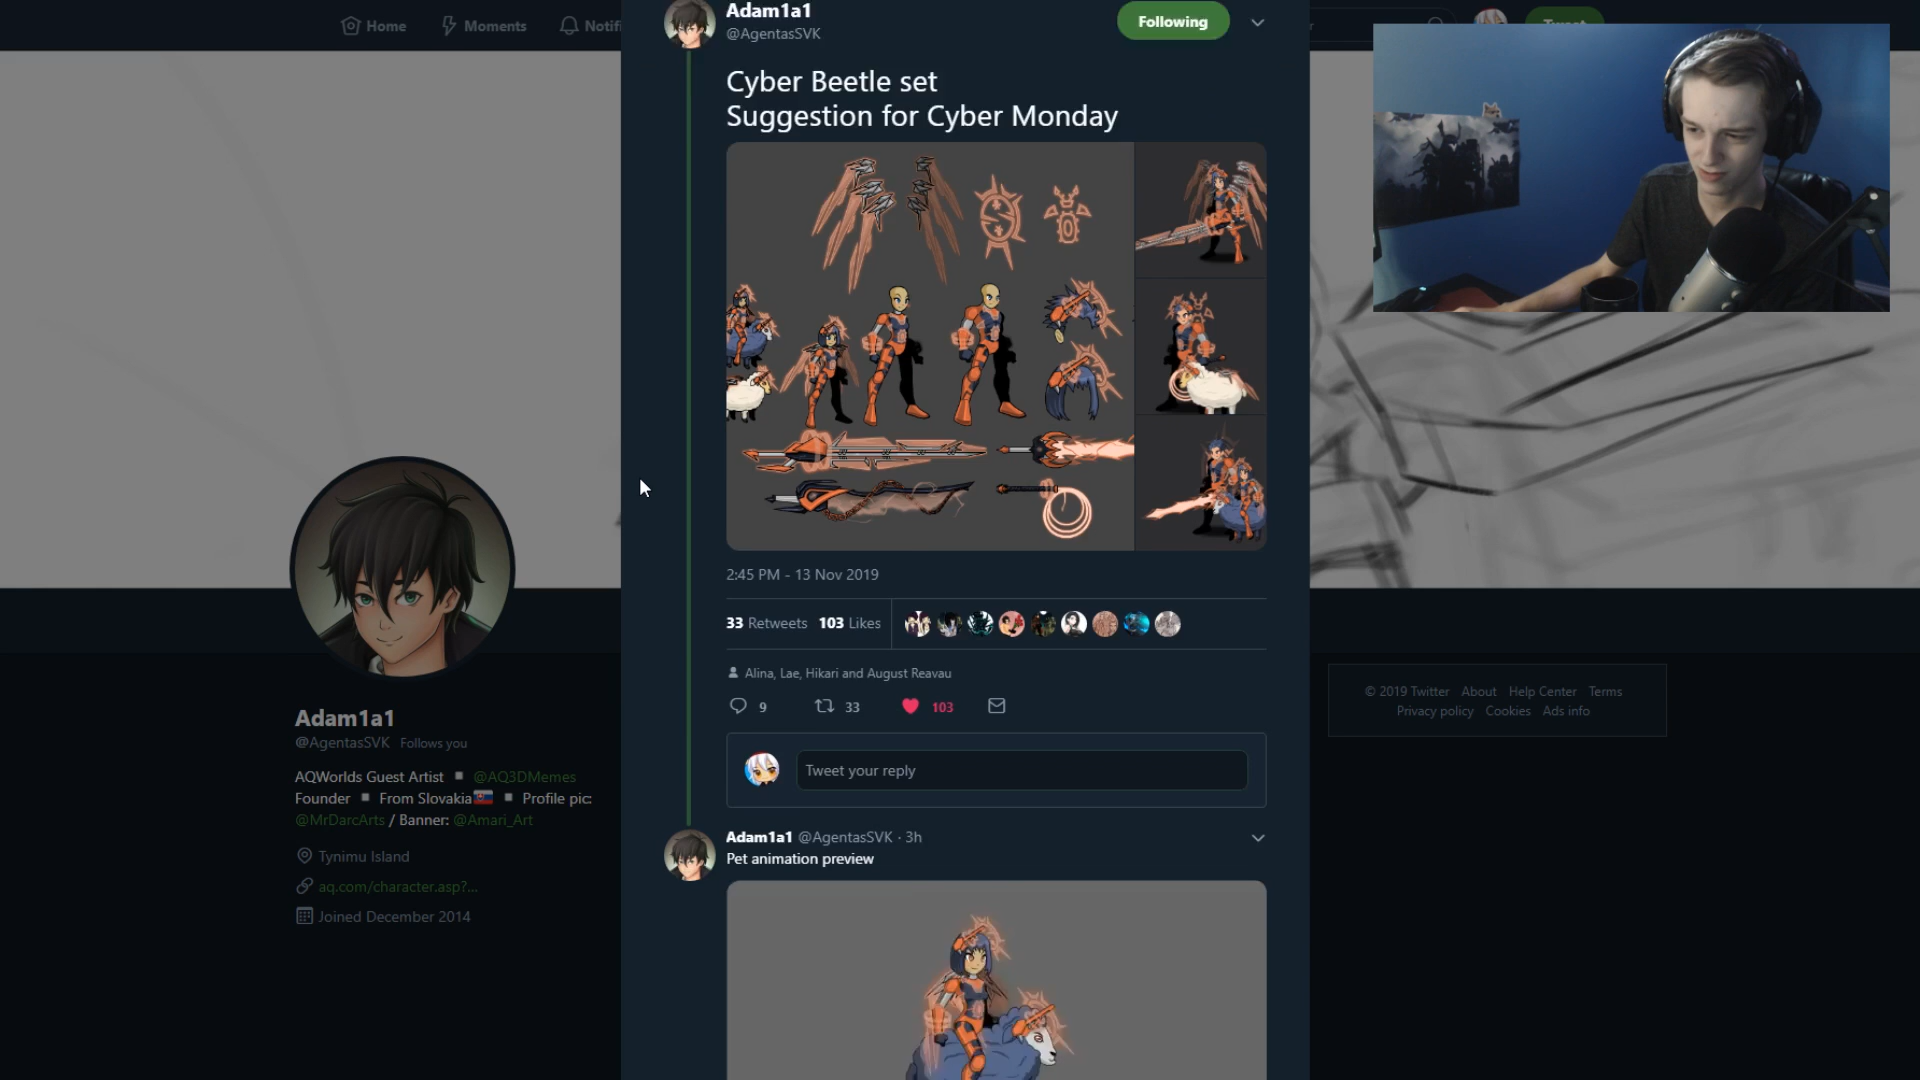 Home
Moments
Notifi
Adam1a1
@AgentasSVK
Following
Cyber Beetle set
Suggestion for Cyber Monday
2:45 PM - 13 Nov 2019
33 Retweets 103 Likes
Alina, Lae, Hikari and August Reavau
9 33 103
Tweet your reply
Adam1a1 @AgentasSVK · 3h
Pet animation preview
Adam1a1
@AgentasSVK Follows you
AQWorlds Guest Artist ▪ @AQ3DMemes
Founder ▪ From Slovakia🇸🇰 ▪ Profile pic:
@MrDarcArts / Banner: @Amari_Art
Tynimu Island
aq.com/character.asp?...
Joined December 2014
© 2019 Twitter About Help Center Terms
Privacy policy Cookies Ads info